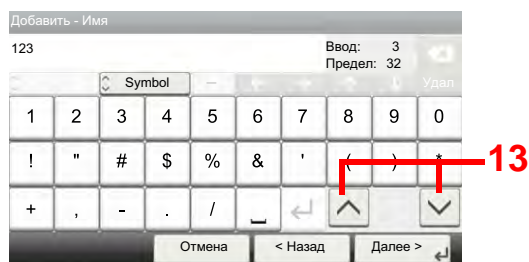 Добавить - Имя
123 Ввод: 3
Предел: 32
Symbol Удал
1 2 3 4 5 6 7 8 9 0
! " # $ % & ' ( ) *
13
+ , - . / _
Отмена < Назад Далее >